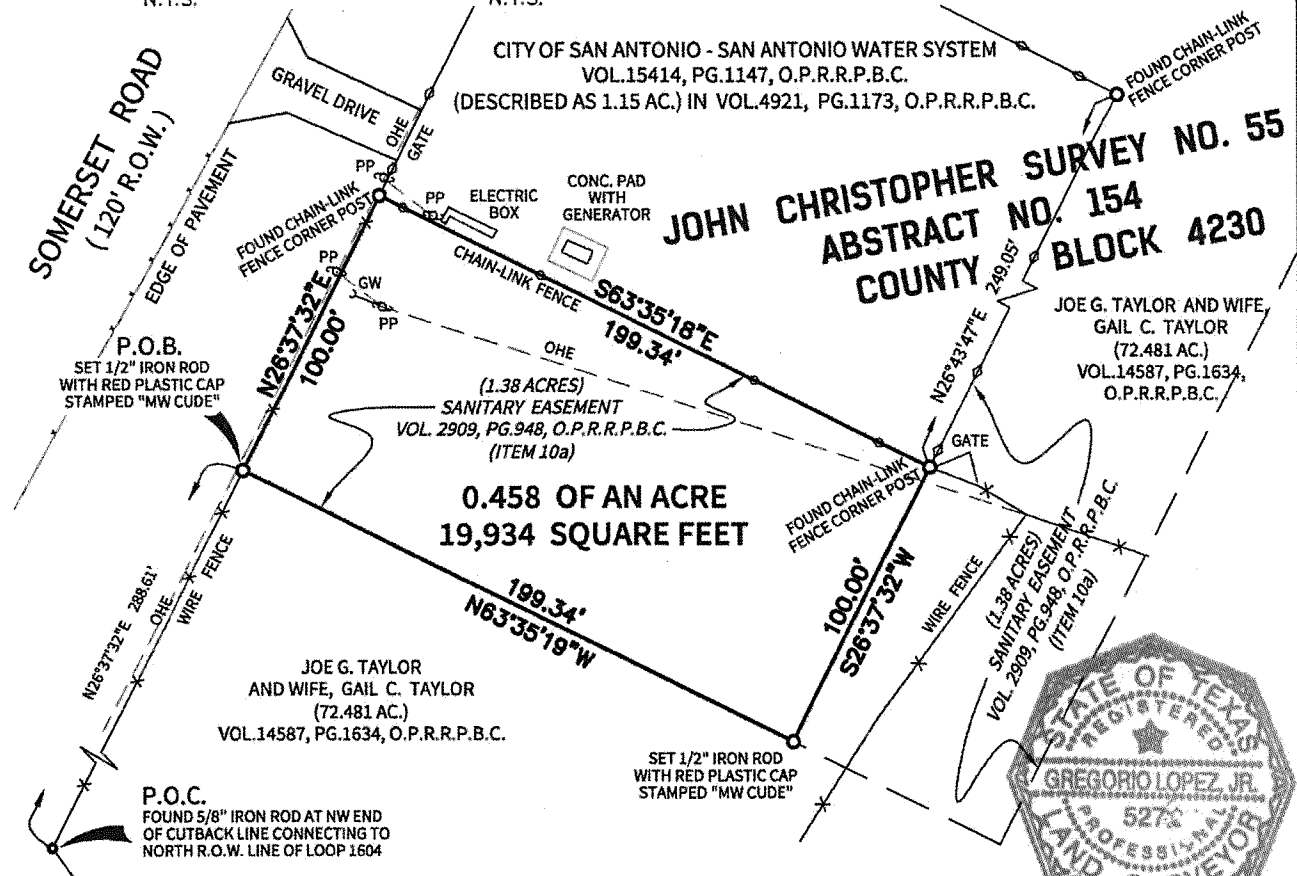 N.T.S.
N.T.S.
SOMERSET ROAD
(120' R.O.W.)
EDGE OF PAVEMENT
GRAVEL DRIVE
OHE
GATE
CITY OF SAN ANTONIO - SAN ANTONIO WATER SYSTEM
VOL.15414, PG.1147, O.P.R.R.P.B.C.
(DESCRIBED AS 1.15 AC.) IN VOL.4921, PG.1173, O.P.R.R.P.B.C.
FOUND CHAIN-LINK
FENCE CORNER POST
JOHN CHRISTOPHER SURVEY NO. 55
ABSTRACT NO. 154
COUNTY BLOCK 4230
PP
FOUND CHAIN-LINK
FENCE CORNER POST
PP
ELECTRIC
BOX
CONC. PAD
WITH
GENERATOR
CHAIN-LINK FENCE
S63°35'18"E
199.34'
PP
GW
PP
OHE
N26°37'32"E
100.00'
N26°43'47"E 249.05'
JOE G. TAYLOR AND WIFE,
GAIL C. TAYLOR
(72.481 AC.)
VOL.14587, PG.1634,
O.P.R.R.P.B.C.
P.O.B.
SET 1/2" IRON ROD
WITH RED PLASTIC CAP
STAMPED "MW CUDE"
(1.38 ACRES)
SANITARY EASEMENT
VOL. 2909, PG.948, O.P.R.R.P.B.C.
(ITEM 10a)
0.458 OF AN ACRE
19,934 SQUARE FEET
FOUND CHAIN-LINK
FENCE CORNER POST
GATE
WIRE FENCE
(1.38 ACRES)
SANITARY EASEMENT
VOL. 2909, PG.948, O.P.R.R.P.B.C.
(ITEM 10a)
100.00'
S26°37'32"W
199.34'
N63°35'19"W
N26°37'32"E 288.61'
OHE
WIRE FENCE
JOE G. TAYLOR
AND WIFE, GAIL C. TAYLOR
(72.481 AC.)
VOL.14587, PG.1634, O.P.R.R.P.B.C.
SET 1/2" IRON ROD
WITH RED PLASTIC CAP
STAMPED "MW CUDE"
P.O.C.
FOUND 5/8" IRON ROD AT NW END
OF CUTBACK LINE CONNECTING TO
NORTH R.O.W. LINE OF LOOP 1604
STATE OF TEXAS
REGISTERED
GREGORIO LOPEZ, JR.
PROFESSIONAL
LAND SURVEYOR